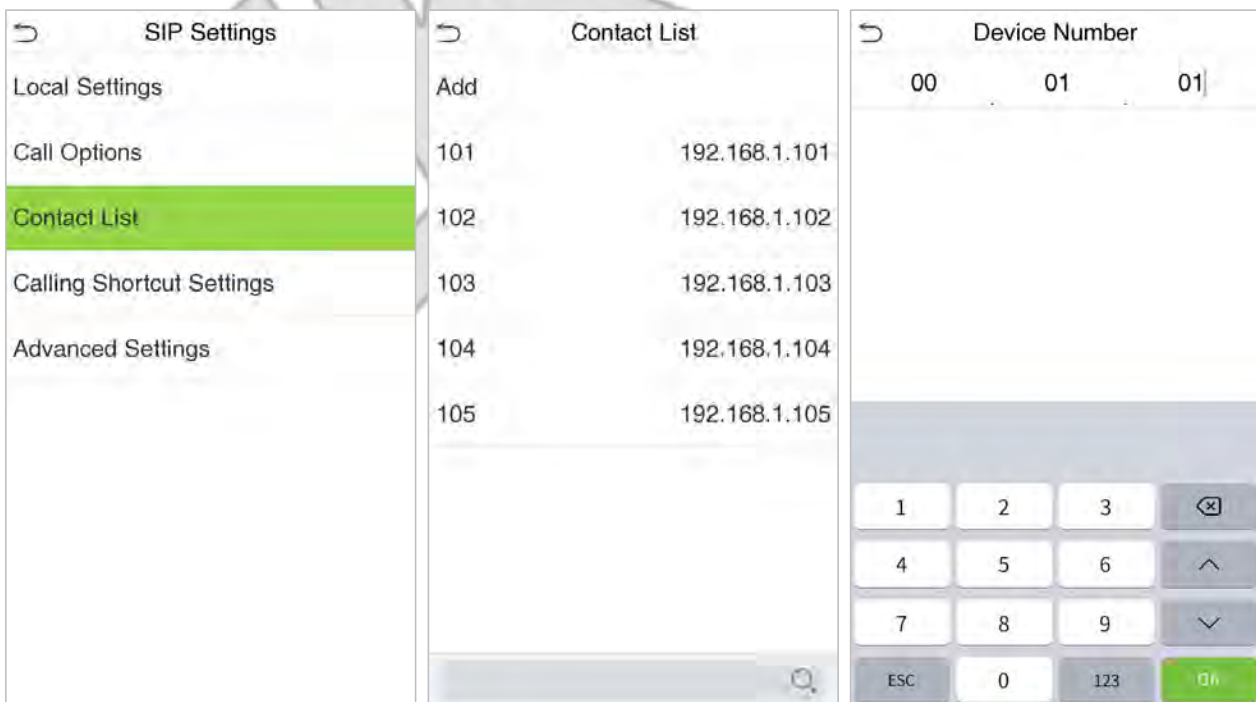 SIP Settings
Local Settings
Call Options
Contact List
Calling Shortcut Settings
Advanced Settings
Contact List
Add
101 192.168.1.101
102 192.168.1.102
103 192.168.1.103
104 192.168.1.104
105 192.168.1.105
Device Number
00 . 01 . 01
1 2 3
4 5 6
7 8 9
ESC 0 123